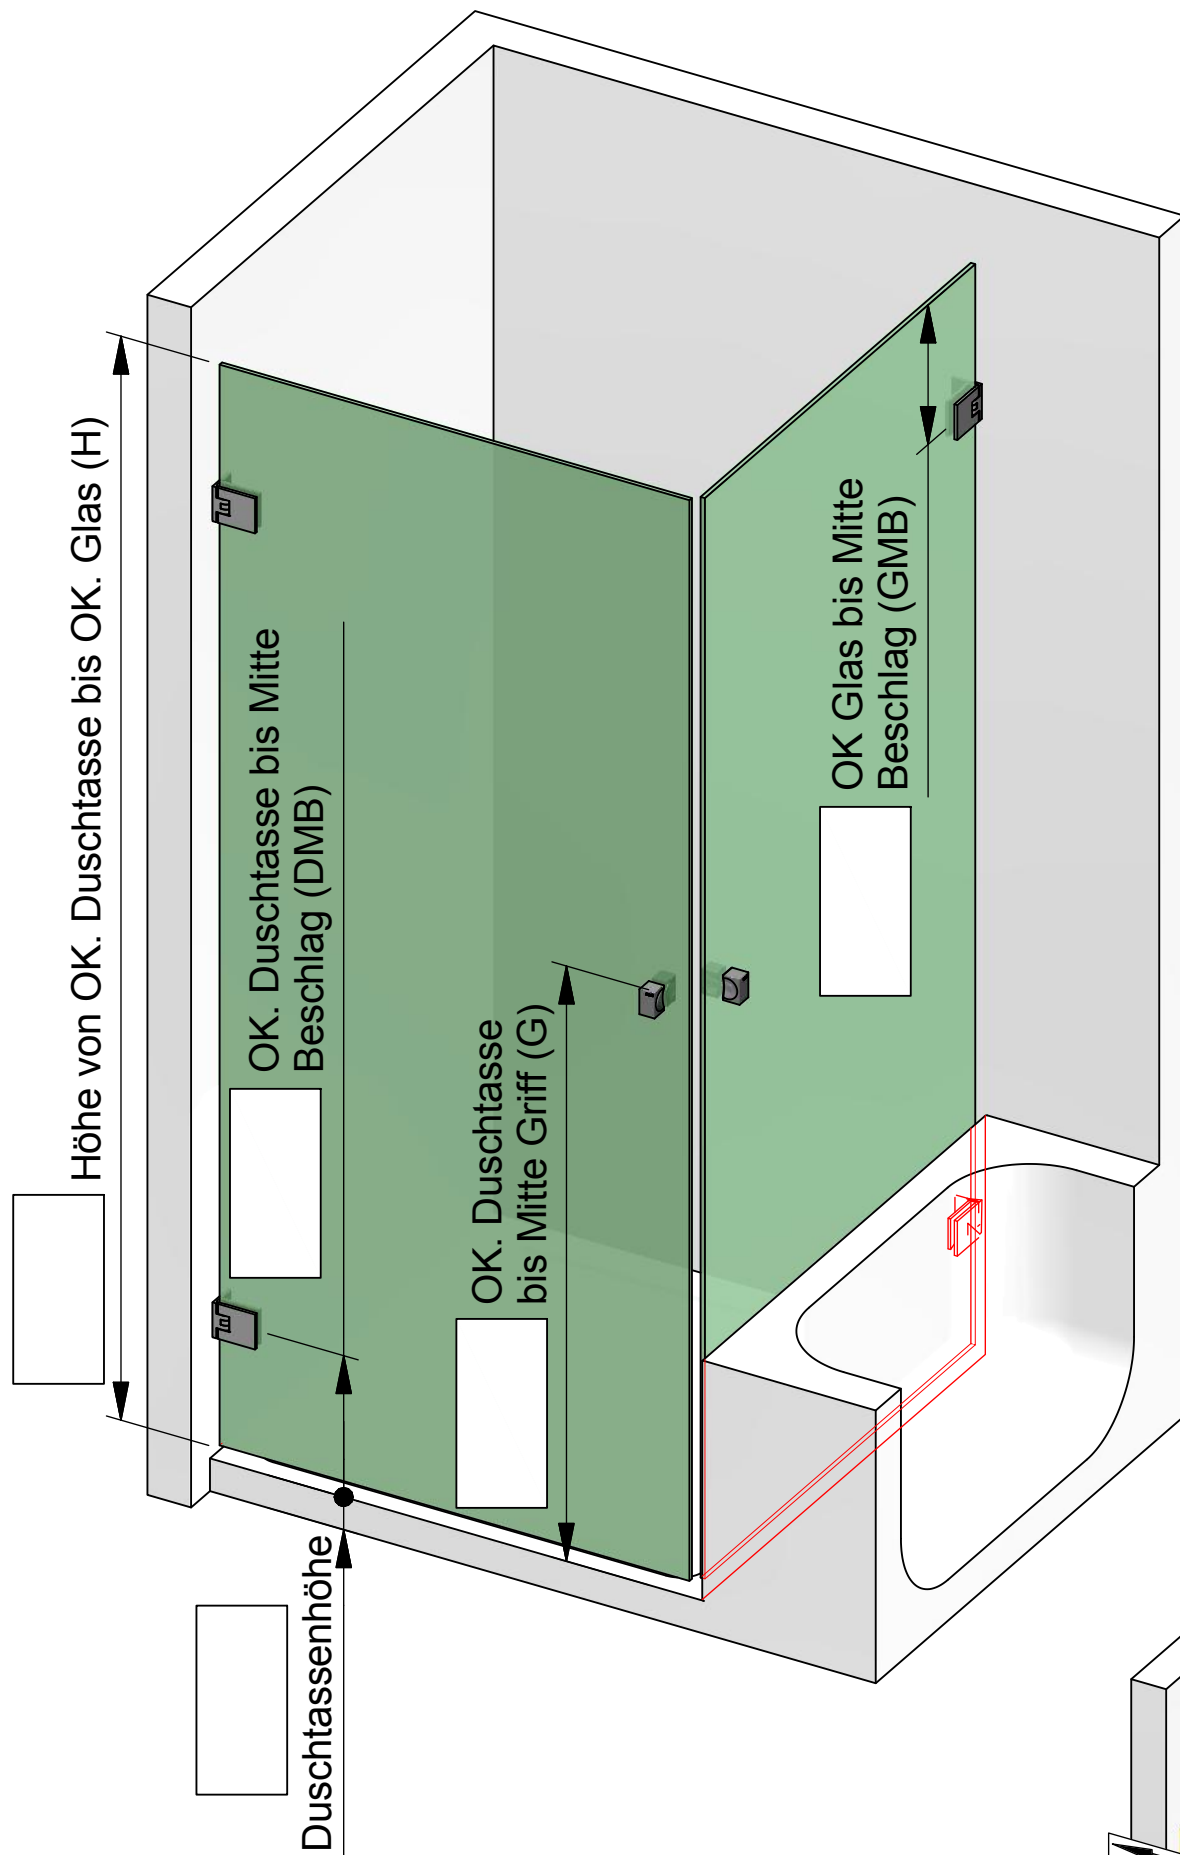 Höhe von OK. Duschtasse bis OK. Glas (H)
OK. Duschtasse bis Mitte
Beschlag (DMB)
OK. Duschtasse
bis Mitte Griff (G)
OK Glas bis Mitte
Beschlag (GMB)
Duschtassenhöhe